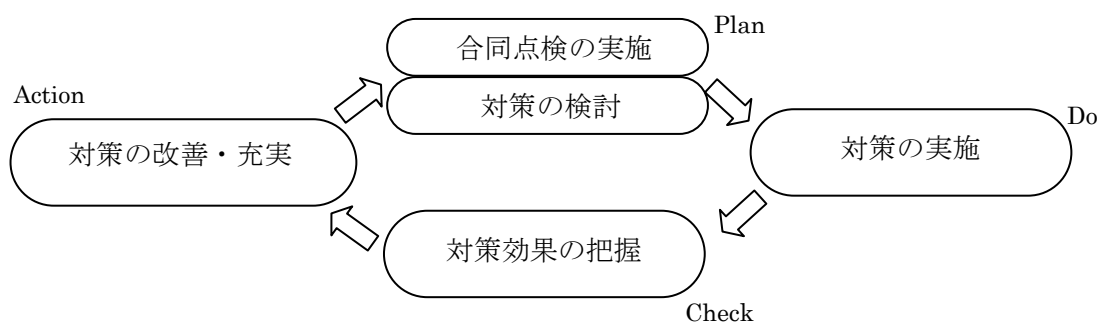 Plan
合同点検の実施
対策の検討
Action
対策の改善・充実
Do
対策の実施
対策効果の把握
Check